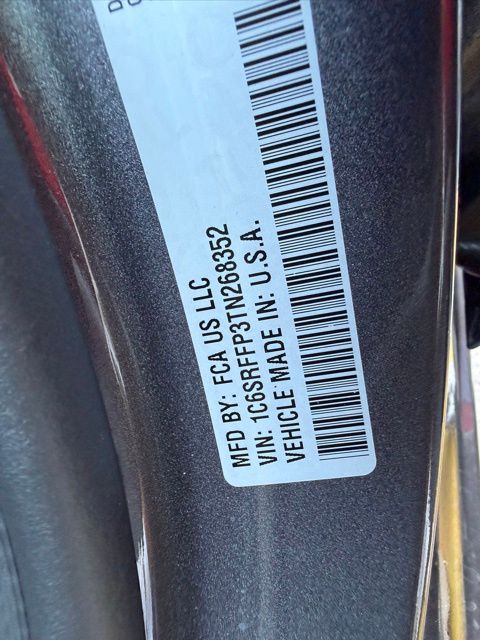 MFD BY: FCA US LLC
VIN: 1C6SRFFP3TN268352
VEHICLE MADE IN: U.S.A.